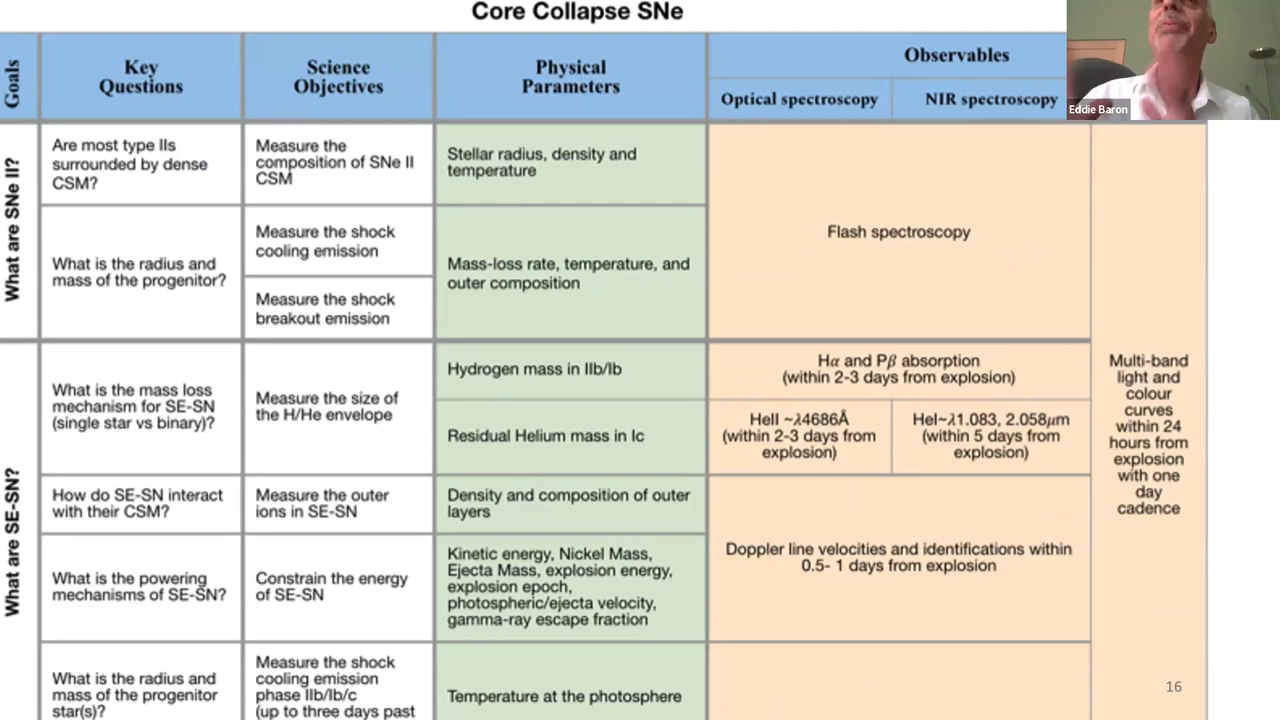 Core Collapse SNe
Goals
Key
Questions
Science
Objectives
Physical
Parameters
Observables
Optical spectroscopy
NIR spectroscopy
Eddie Baron
What are SNe II?
Are most type IIs
surrounded by dense
CSM?
Measure the
composition of SNe II
CSM
Stellar radius, density and
temperature
Flash spectroscopy
What is the radius and
mass of the progenitor?
Measure the shock
cooling emission
Measure the shock
breakout emission
Mass-loss rate, temperature, and
outer composition
What are SE-SN?
What is the mass loss
mechanism for SE-SN
(single star vs binary)?
Measure the size of
the H/He envelope
Hydrogen mass in IIb/Ib
Hα and Pβ absorption
(within 2-3 days from explosion)
Residual Helium mass in Ic
HeII ~λ4686Å
(within 2-3 days from
explosion)
HeI~λ1.083, 2.058μm
(within 5 days from
explosion)
Multi-band
light and
colour
curves
within 24
hours from
explosion
with one
day
cadence
How do SE-SN interact
with their CSM?
Measure the outer
ions in SE-SN
Density and composition of outer
layers
Doppler line velocities and identifications within
0.5- 1 days from explosion
What is the powering
mechanisms of SE-SN?
Constrain the energy
of SE-SN
Kinetic energy, Nickel Mass,
Ejecta Mass, explosion energy,
explosion epoch,
photospheric/ejecta velocity,
gamma-ray escape fraction
What is the radius and
mass of the progenitor
star(s)?
Measure the shock
cooling emission
phase IIb/Ib/c
(up to three days past
Temperature at the photosphere
16